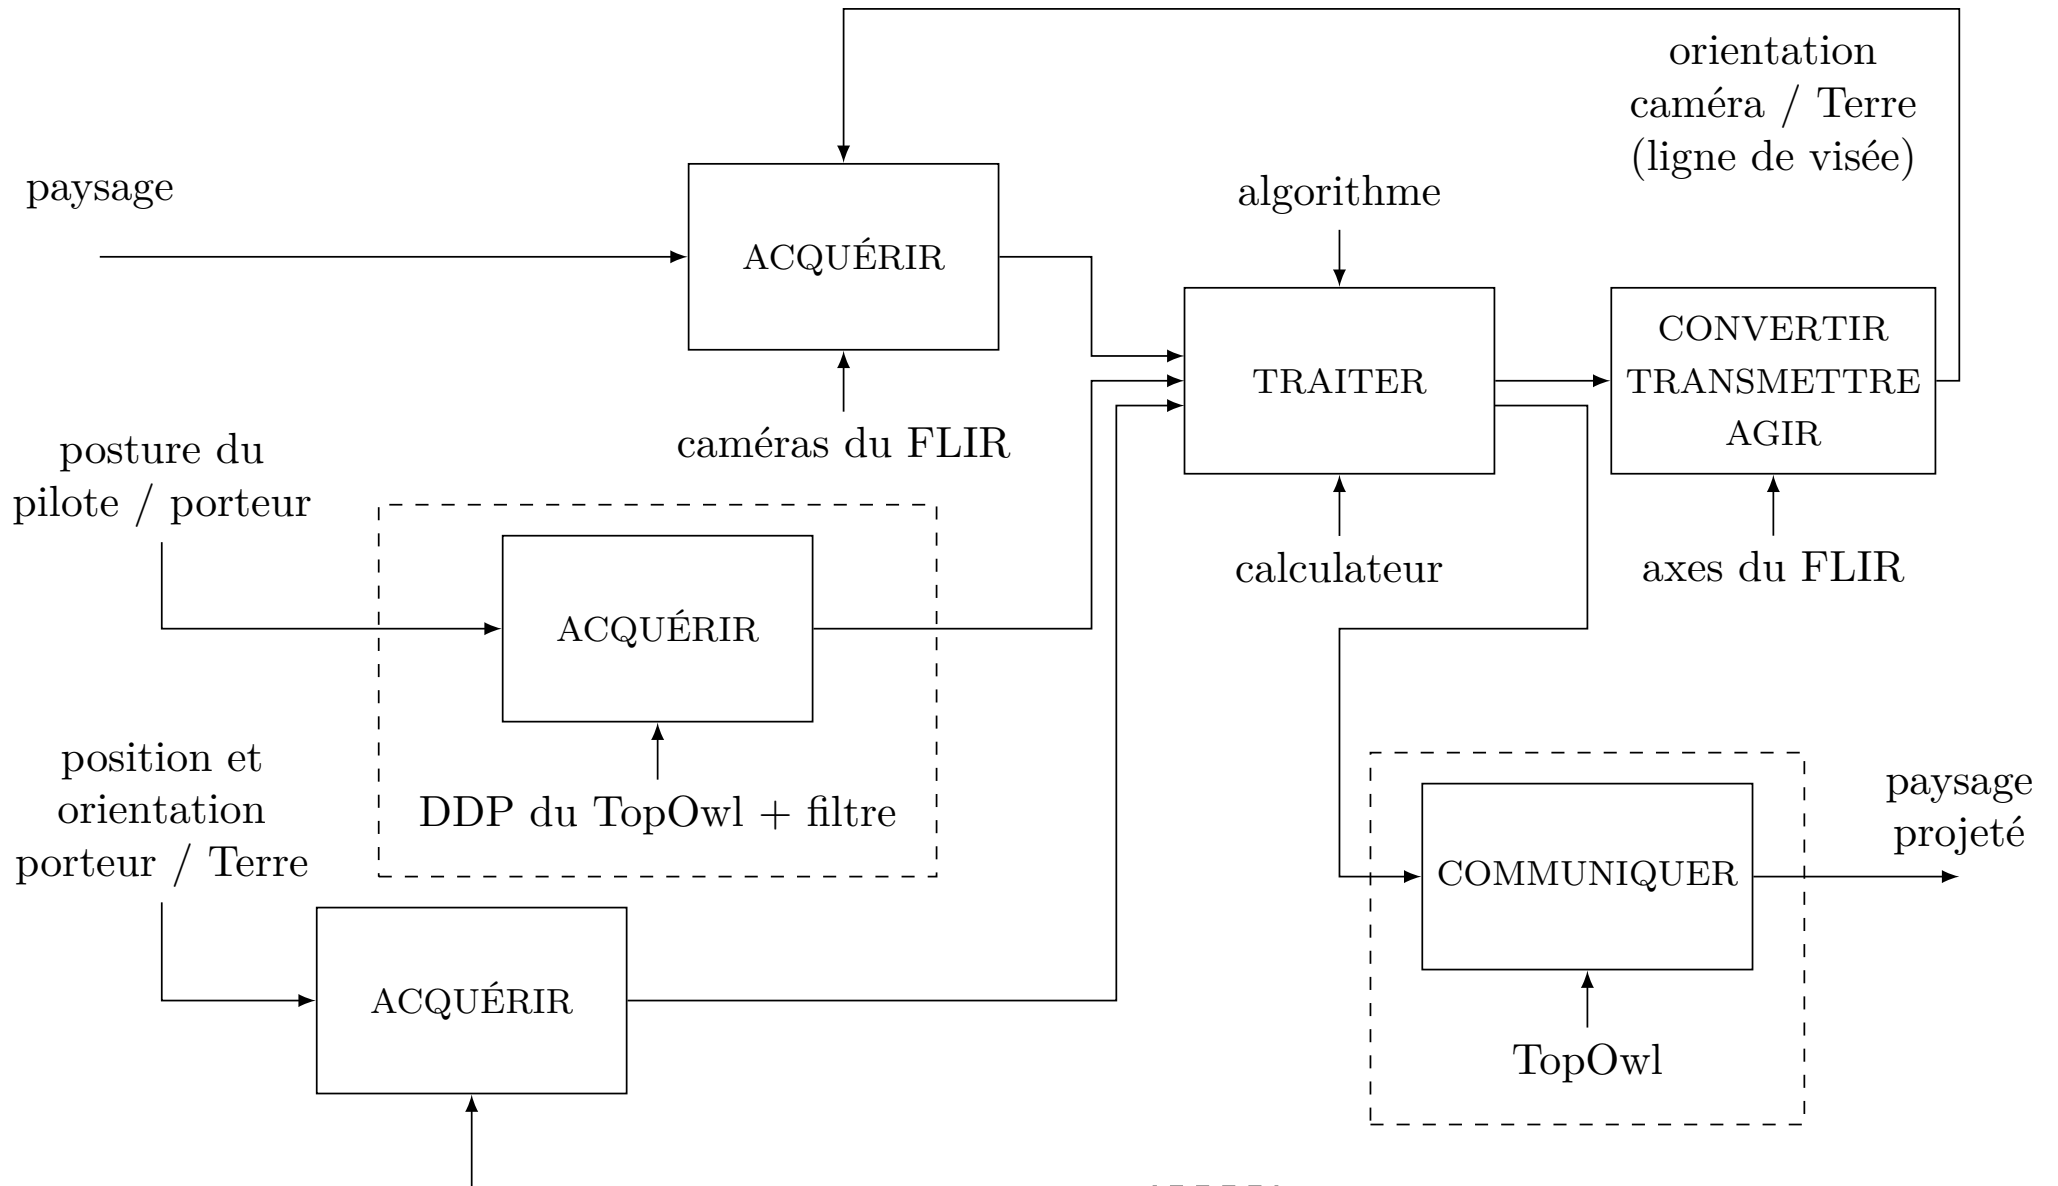 orientation
caméra / Terre
(ligne de visée)
paysage
algorithme
ACQUÉRIR
CONVERTIR
TRANSMETTRE
AGIR
TRAITER
caméras du FLIR
posture du
pilote / porteur
calculateur
axes du FLIR
ACQUÉRIR
position et
orientation
porteur / Terre
DDP du TopOwl + filtre
paysage
projeté
COMMUNIQUER
ACQUÉRIR
TopOwl